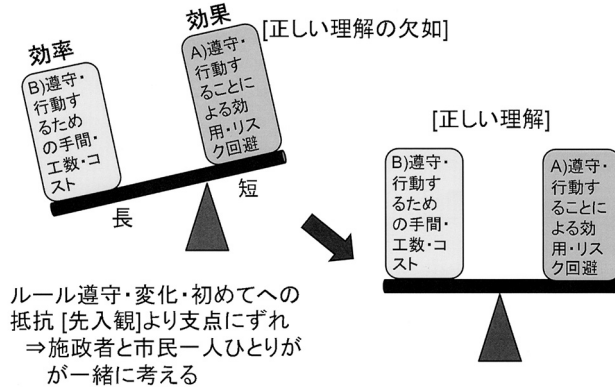 [正しい理解の欠如]
効率
効果
B)遵守・
行動す
るため
の手間・
工数・コ
スト
A)遵守・
行動す
ることに
よる効
用・リス
ク回避
長
短
[正しい理解]
B)遵守・
行動す
るため
の手間・
工数・コ
スト
A)遵守・
行動す
ることに
よる効
用・リス
ク回避
ルール遵守・変化・初めてへの
抵抗 [先入観]より支点にずれ
⇒施政者と市民一人ひとりが
が一緒に考える